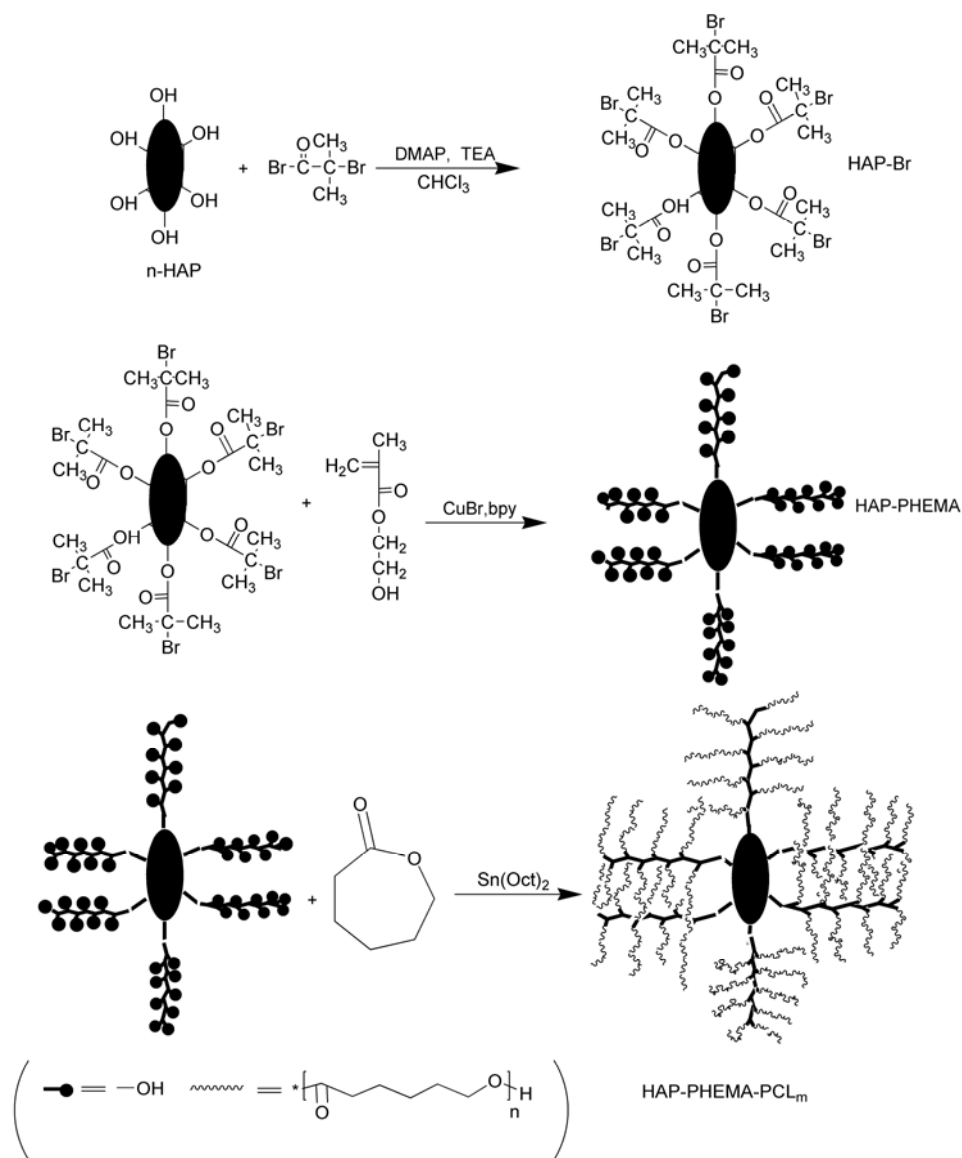 OH
OH OH
OH OH
OH
n-HAP
+
O CH3
Br-C-C-Br
CH3
DMAP, TEA
CHCl3
Br
CH3-C-CH3
C=O
O
Br CH3 O CH3 Br
C C
CH3 C O O C CH3
O
CH3 OH O O CH3
C C C
Br CH3 O O CH3 Br
O
O=C
CH3-C-CH3
Br
HAP-Br
Br
CH3-C-CH3
C=O
O
Br CH3 O CH3 Br
C C
CH3 C O O C CH3
O
CH3 OH O O CH3
C C C
Br CH3 O O CH3 Br
O
O=C
CH3-C-CH3
Br
+
CH3
H2C
O
O
CH2
CH2
OH
CuBr,bpy
HAP-PHEMA
+
O
O
Sn(Oct)2
( = -OH = *[ O O ]n H )
HAP-PHEMA-PCLm